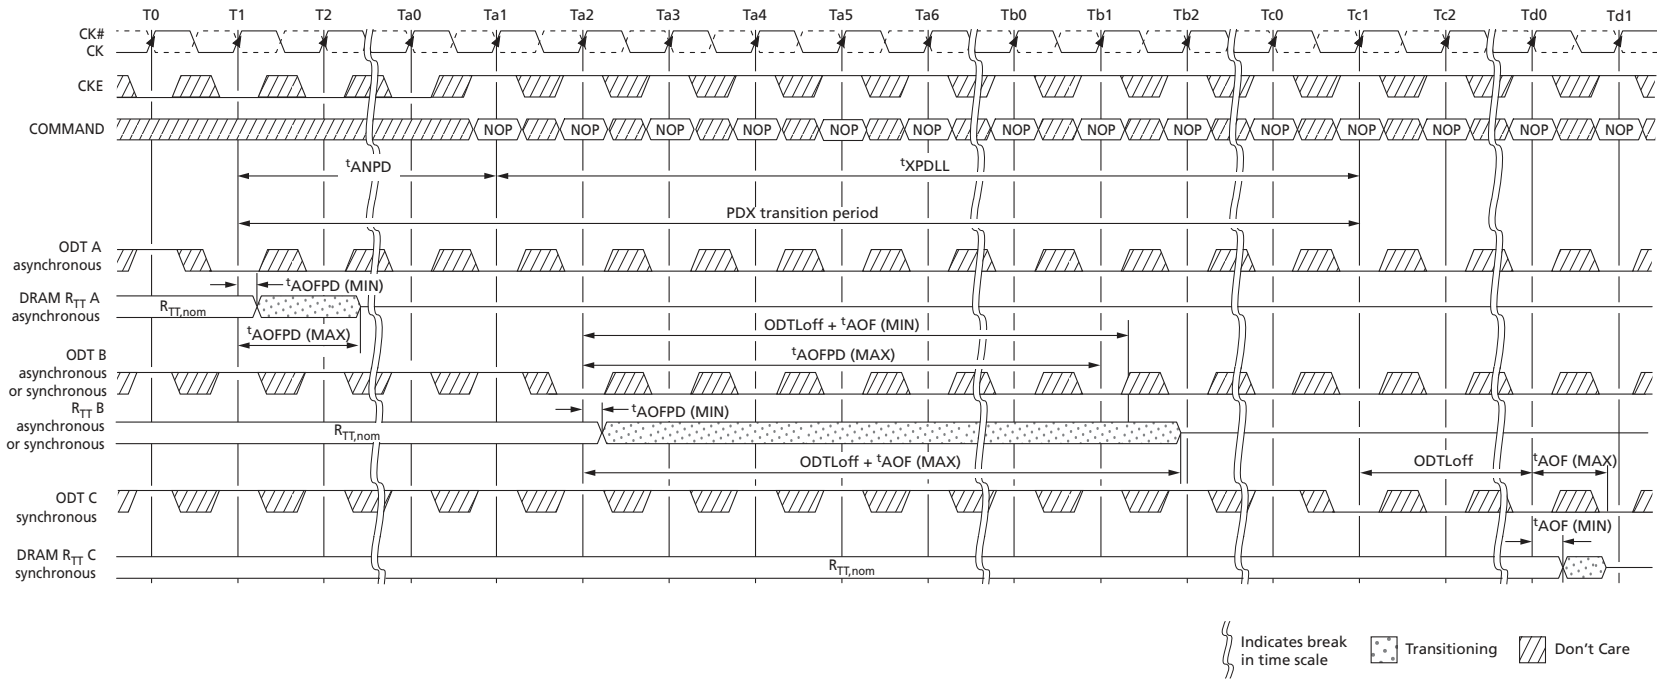 T0 T1 T2 Ta0 Ta1 Ta2 Ta3 Ta4 Ta5 Ta6 Tb0 Tb1 Tb2 Tc0 Tc1 Tc2 Td0 Td1
CK#
CK
CKE
COMMAND NOP NOP NOP NOP NOP NOP NOP NOP NOP NOP NOP NOP NOP NOP
tANPD tXPDLL
PDX transition period
ODT A
asynchronous
tAOFPD (MIN)
DRAM RTT A
asynchronous
RTT,nom
tAOFPD (MAX)
ODTLoff + tAOF (MIN)
tAOFPD (MAX)
ODT B
asynchronous
or synchronous
tAOFPD (MIN)
RTT B
asynchronous
or synchronous
RTT,nom
ODTLoff + tAOF (MAX)
ODTLoff tAOF (MAX)
ODT C
synchronous
tAOF (MIN)
DRAM RTT C
synchronous
RTT,nom
Indicates break
in time scale
Transitioning
Don't Care